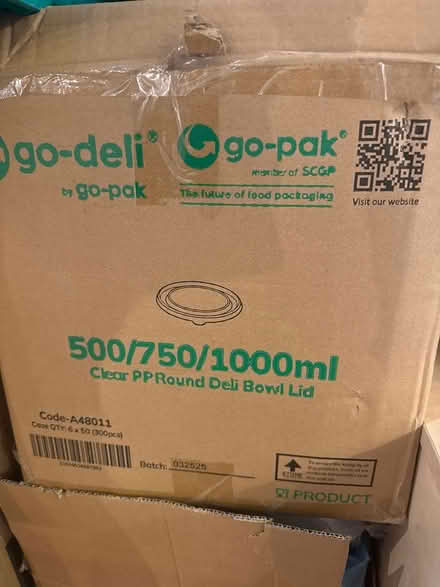 go-deli®
by go-pak
go-pak®
member of SCGP
The future of food packaging
Visit our website
500/750/1000ml
Clear PP Round Deli Bowl Lid
Code-A48011
Case QTY: 6 x 50 (300pcs)
Batch: 032525
PRODUCT